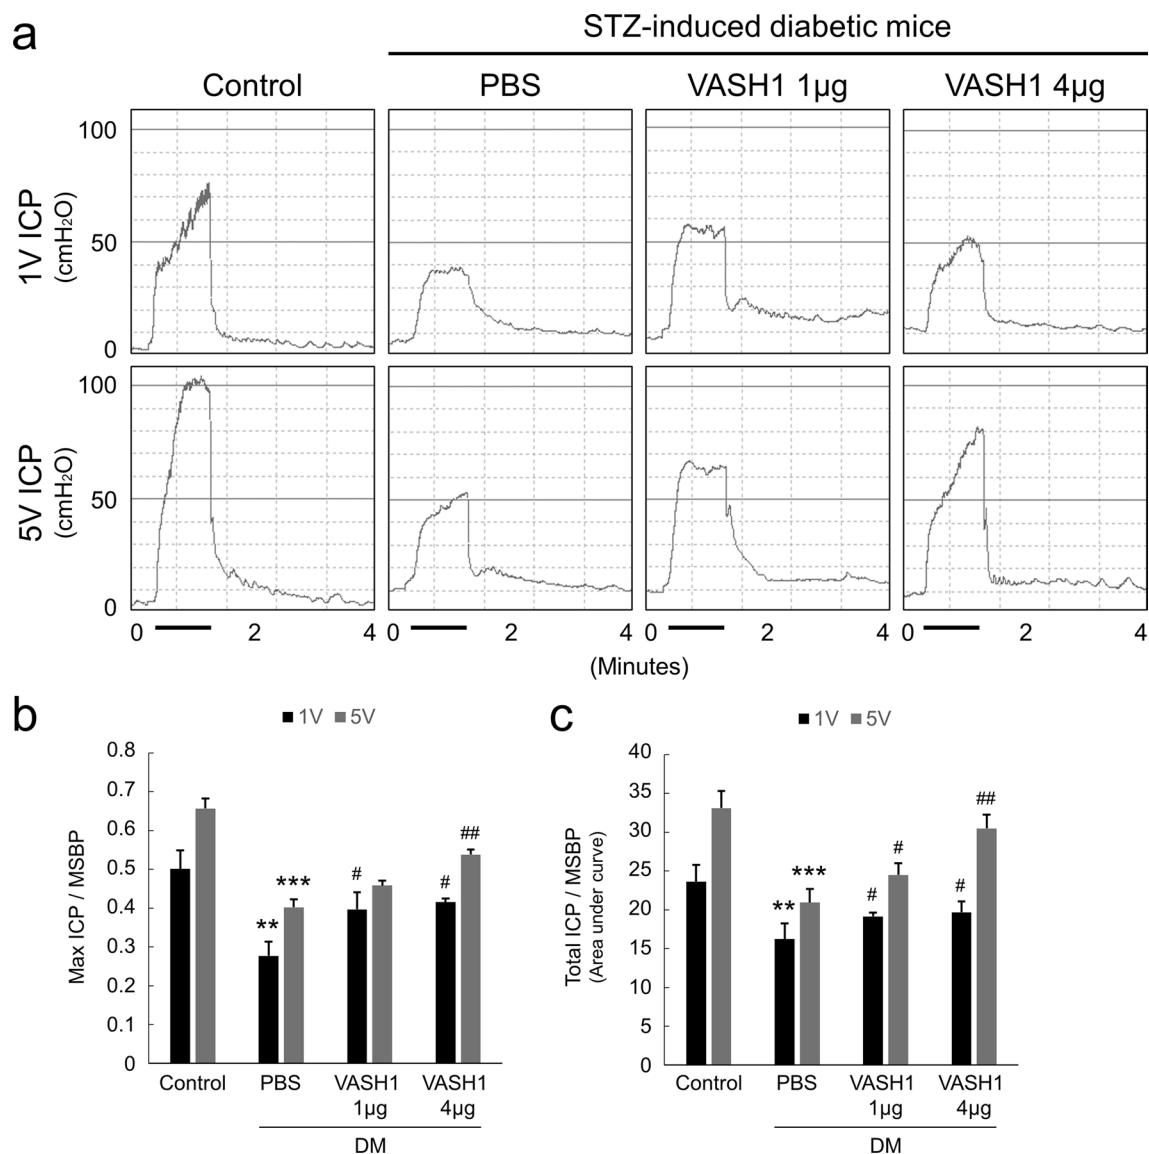 a
STZ-induced diabetic mice
Control PBS VASH1 1μg VASH1 4μg
1V ICP
(cmH₂O)
100
50
0
5V ICP
(cmH₂O)
100
50
0
0 2 4 0 2 4 0 2 4 0 2 4
(Minutes)
b
1V 5V
Max ICP / MSBP
0.8
0.7
0.6
0.5
0.4
0.3
0.2
0.1
0
** *** # # ##
Control PBS VASH1 VASH1
1μg 4μg
DM
c
1V 5V
Total ICP / MSBP
(Area under curve)
40
35
30
25
20
15
10
5
0
** *** # # # ##
Control PBS VASH1 VASH1
1μg 4μg
DM